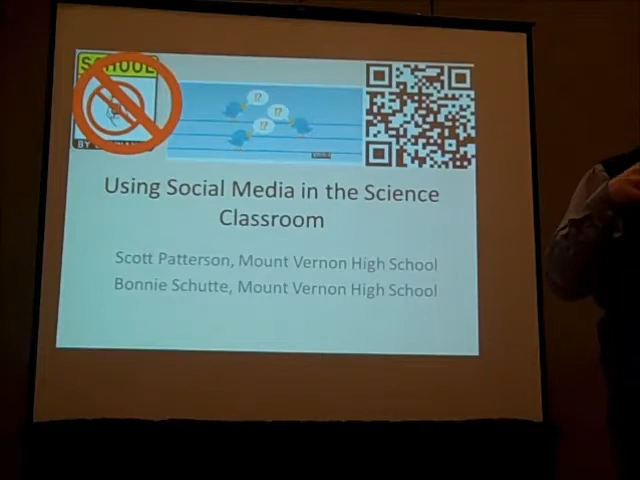 SCHOOL
!?
!?
!?
Using Social Media in the Science
Classroom
Scott Patterson, Mount Vernon High School
Bonnie Schutte, Mount Vernon High School